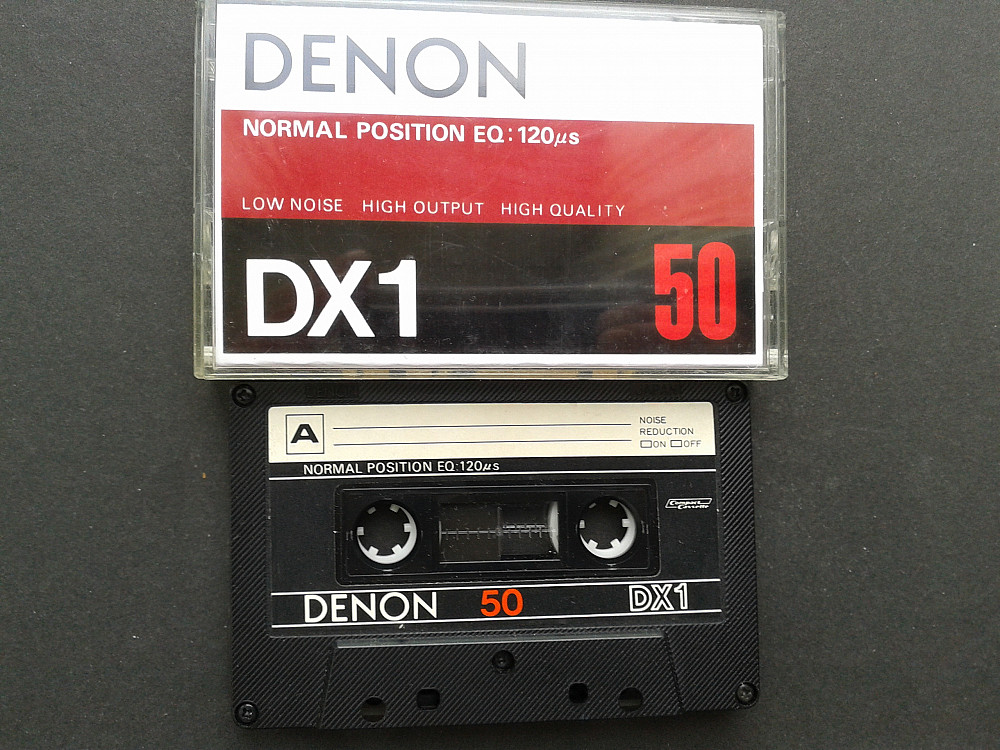 DENON
NORMAL POSITION EQ:120μs
LOW NOISE HIGH OUTPUT HIGH QUALITY
DX1 50
A
NOISE
REDUCTION
ON OFF
NORMAL POSITION EQ:120μs
Compact
Cassette
DENON 50 DX1